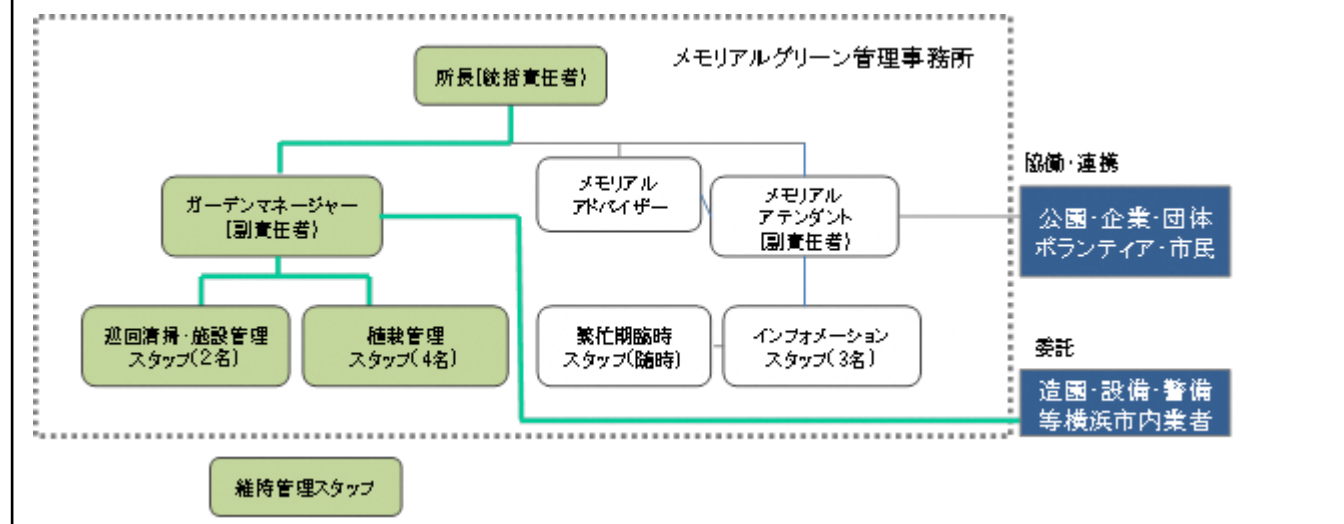 メモリアルグリーン管理事務所
所長[統括責任者}
協働・連携
ガーデンマネージャー
[副責任者}
メモリアル
アドバイザー
メモリアル
アテンダント
[副責任者}
公園・企業・団体
ボランティア・市民
巡回清掃・施設管理
スタッフ(2名)
植栽管理
スタッフ(4名)
繁忙期臨時
スタッフ(随時)
インフォメーション
スタッフ(3名)
委託
造園・設備・警備
等横浜市内業者
維持管理スタッフ